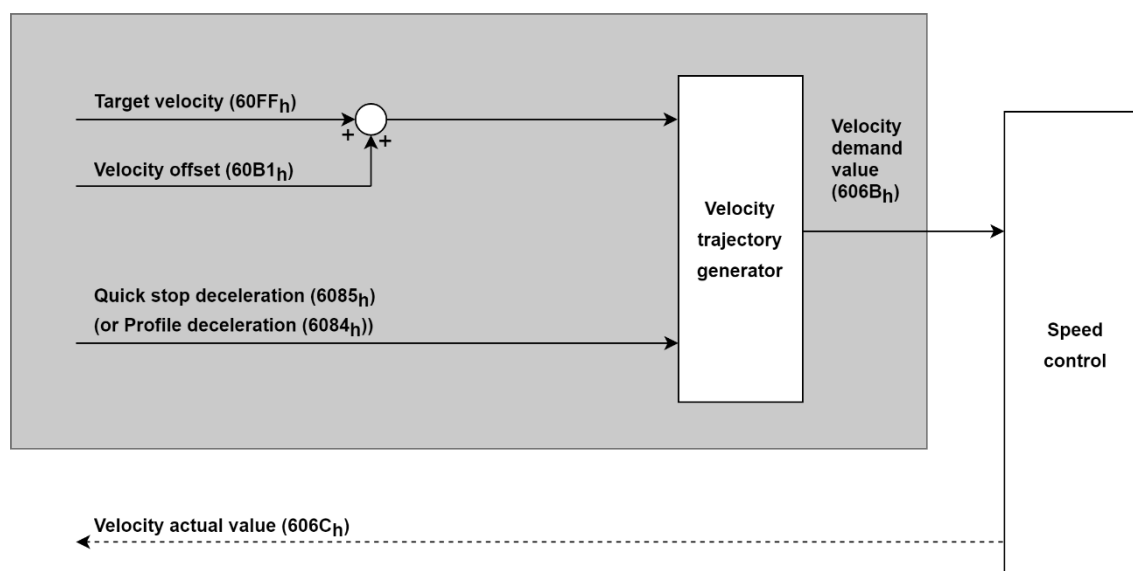 Target velocity (60FFh)
+
+
Velocity offset (60B1h)
Velocity
demand
value
(606Bh)
Velocity
trajectory
generator
Quick stop deceleration (6085h)
(or Profile deceleration (6084h))
Speed
control
Velocity actual value (606Ch)